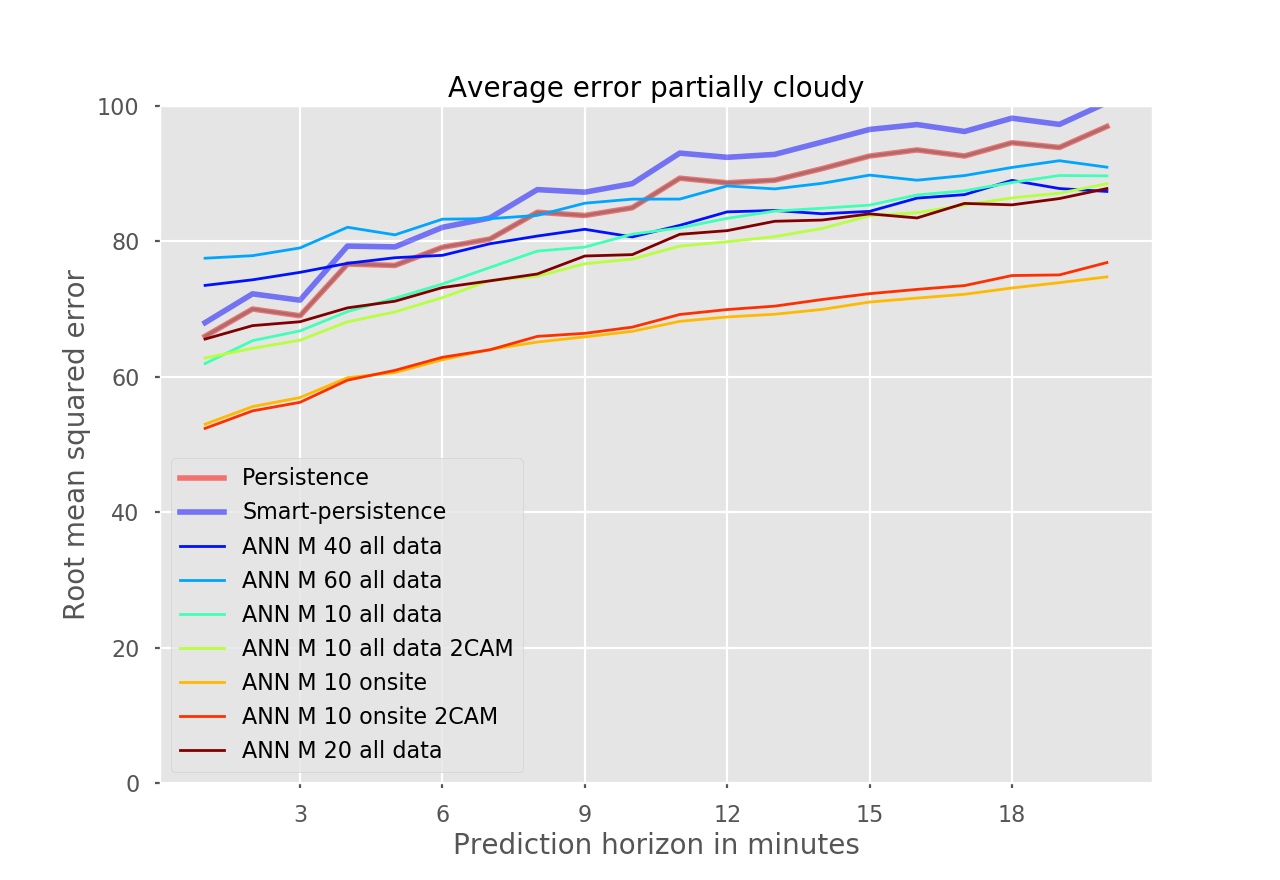 Average error partially cloudy
100
80
60
40
20
0
Root mean squared error
Persistence
Smart-persistence
ANN M 40 all data
ANN M 60 all data
ANN M 10 all data
ANN M 10 all data 2CAM
ANN M 10 onsite
ANN M 10 onsite 2CAM
ANN M 20 all data
3 6 9 12 15 18
Prediction horizon in minutes